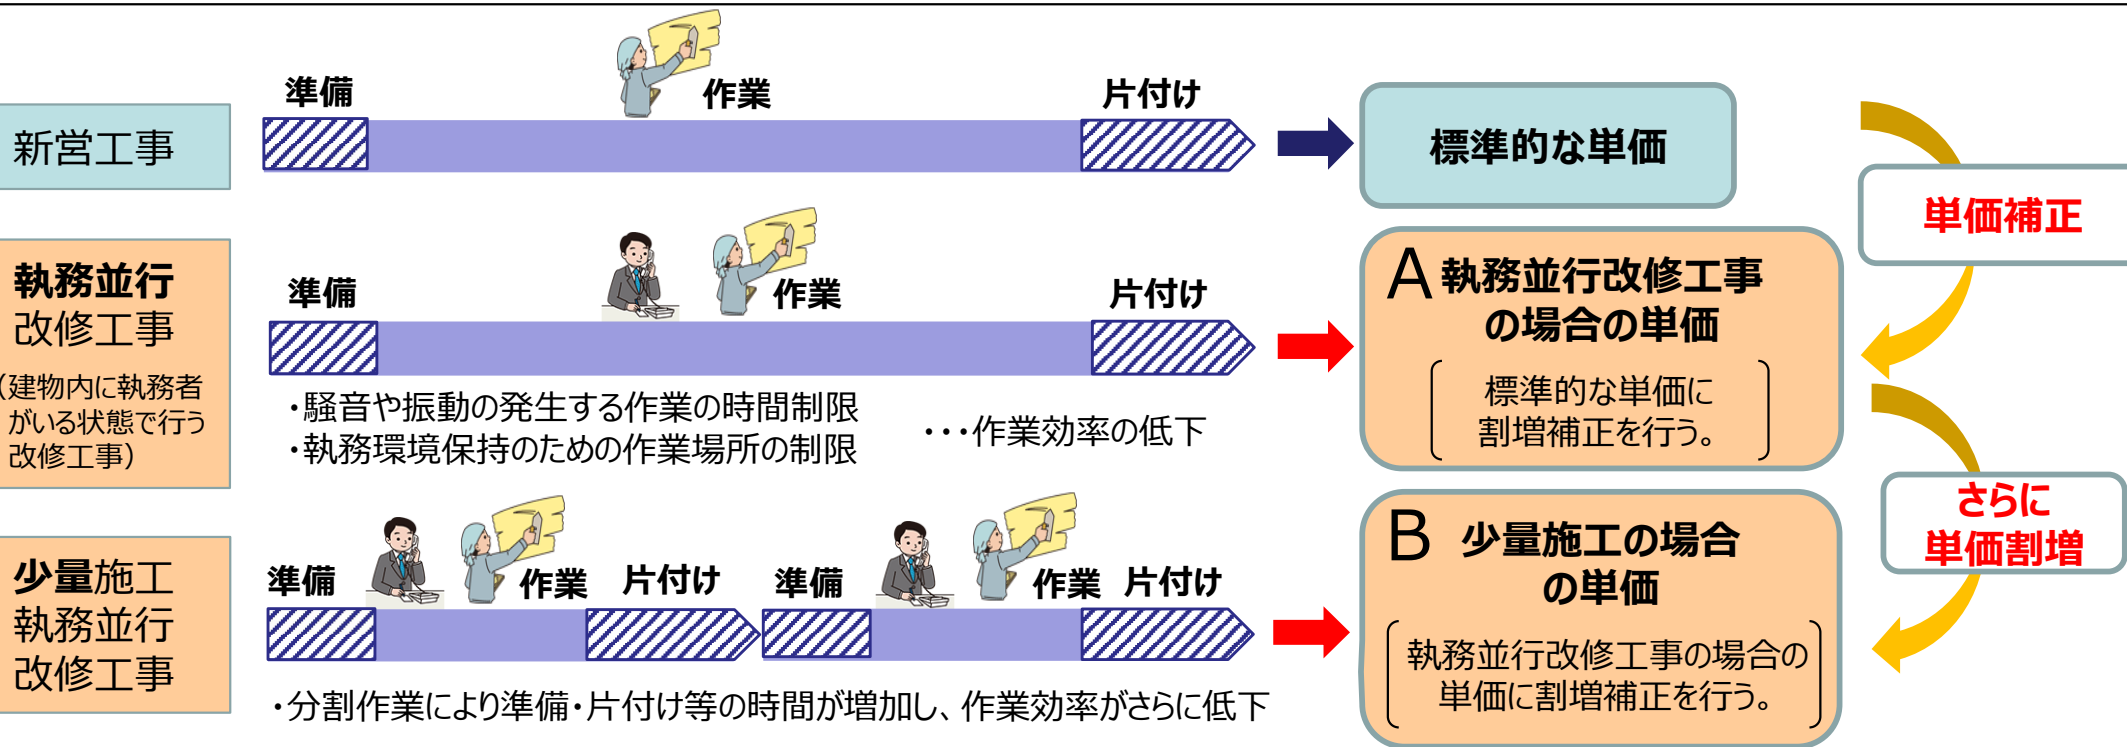 新営工事
準備
作業
片付け
標準的な単価
単価補正
執務並行
改修工事
(建物内に執務者
がいる状態で行う
改修工事)
準備
作業
片付け
・騒音や振動の発生する作業の時間制限
・執務環境保持のための作業場所の制限
・・・作業効率の低下
A 執務並行改修工事
の場合の単価
標準的な単価に
割増補正を行う。
さらに
単価割増
少量施工
執務並行
改修工事
準備
作業
片付け
準備
作業
片付け
・分割作業により準備・片付け等の時間が増加し、作業効率がさらに低下
B 少量施工の場合
の単価
執務並行改修工事の場合の
単価に割増補正を行う。